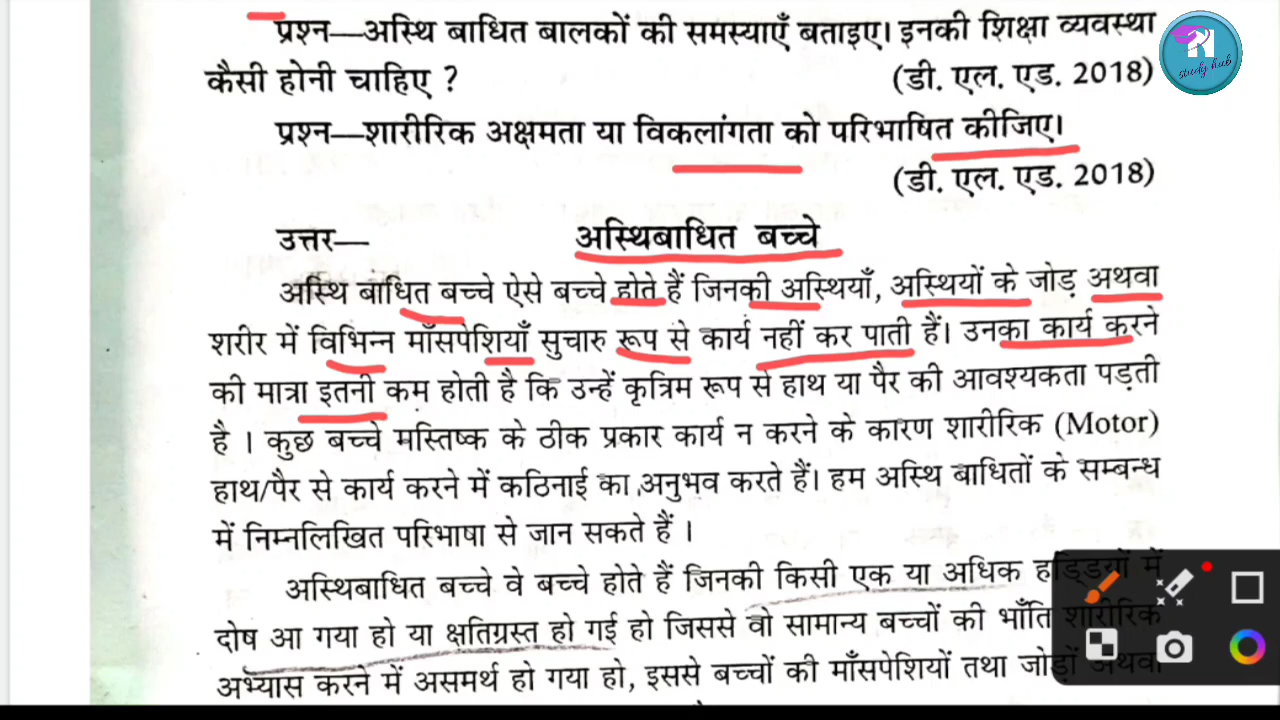 प्रश्न—अस्थि बाधित बालकों की समस्याएँ बताइए। इनकी शिक्षा व्यवस्था
कैसी होनी चाहिए ? (डी. एल. एड. 2018)
study hub
प्रश्न—शारीरिक अक्षमता या विकलांगता को परिभाषित कीजिए।
(डी. एल. एड. 2018)
उत्तर— अस्थिबाधित बच्चे
अस्थि बाधित बच्चे ऐसे बच्चे होते हैं जिनकी अस्थियाँ, अस्थियों के जोड़ अथवा
शरीर में विभिन्न माँसपेशियाँ सुचारु रूप से कार्य नहीं कर पाती हैं। उनका कार्य करने
की मात्रा इतनी कम होती है कि उन्हें कृत्रिम रूप से हाथ या पैर की आवश्यकता पड़ती
है । कुछ बच्चे मस्तिष्क के ठीक प्रकार कार्य न करने के कारण शारीरिक (Motor)
हाथ/पैर से कार्य करने में कठिनाई का अनुभव करते हैं। हम अस्थि बाधितों के सम्बन्ध
में निम्नलिखित परिभाषा से जान सकते हैं ।
अस्थिबाधित बच्चे वे बच्चे होते हैं जिनकी किसी एक या अधिक हड्डियों में
दोष आ गया हो या क्षतिग्रस्त हो गई हो जिससे वो सामान्य बच्चों की भाँति शारीरिक
अभ्यास करने में असमर्थ हो गया हो, इससे बच्चों की माँसपेशियों तथा जोड़ों अथवा